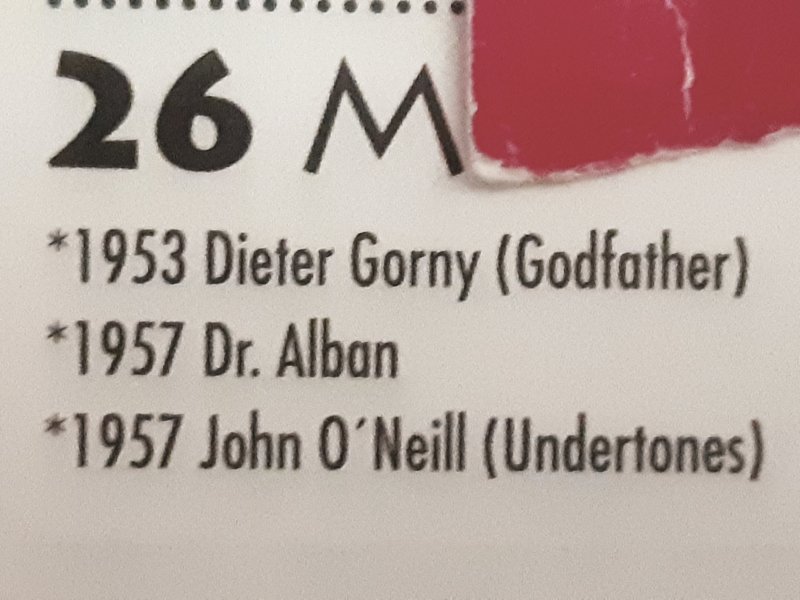 26 M
*1953 Dieter Gorny (Godfather)
*1957 Dr. Alban
*1957 John O´Neill (Undertones)